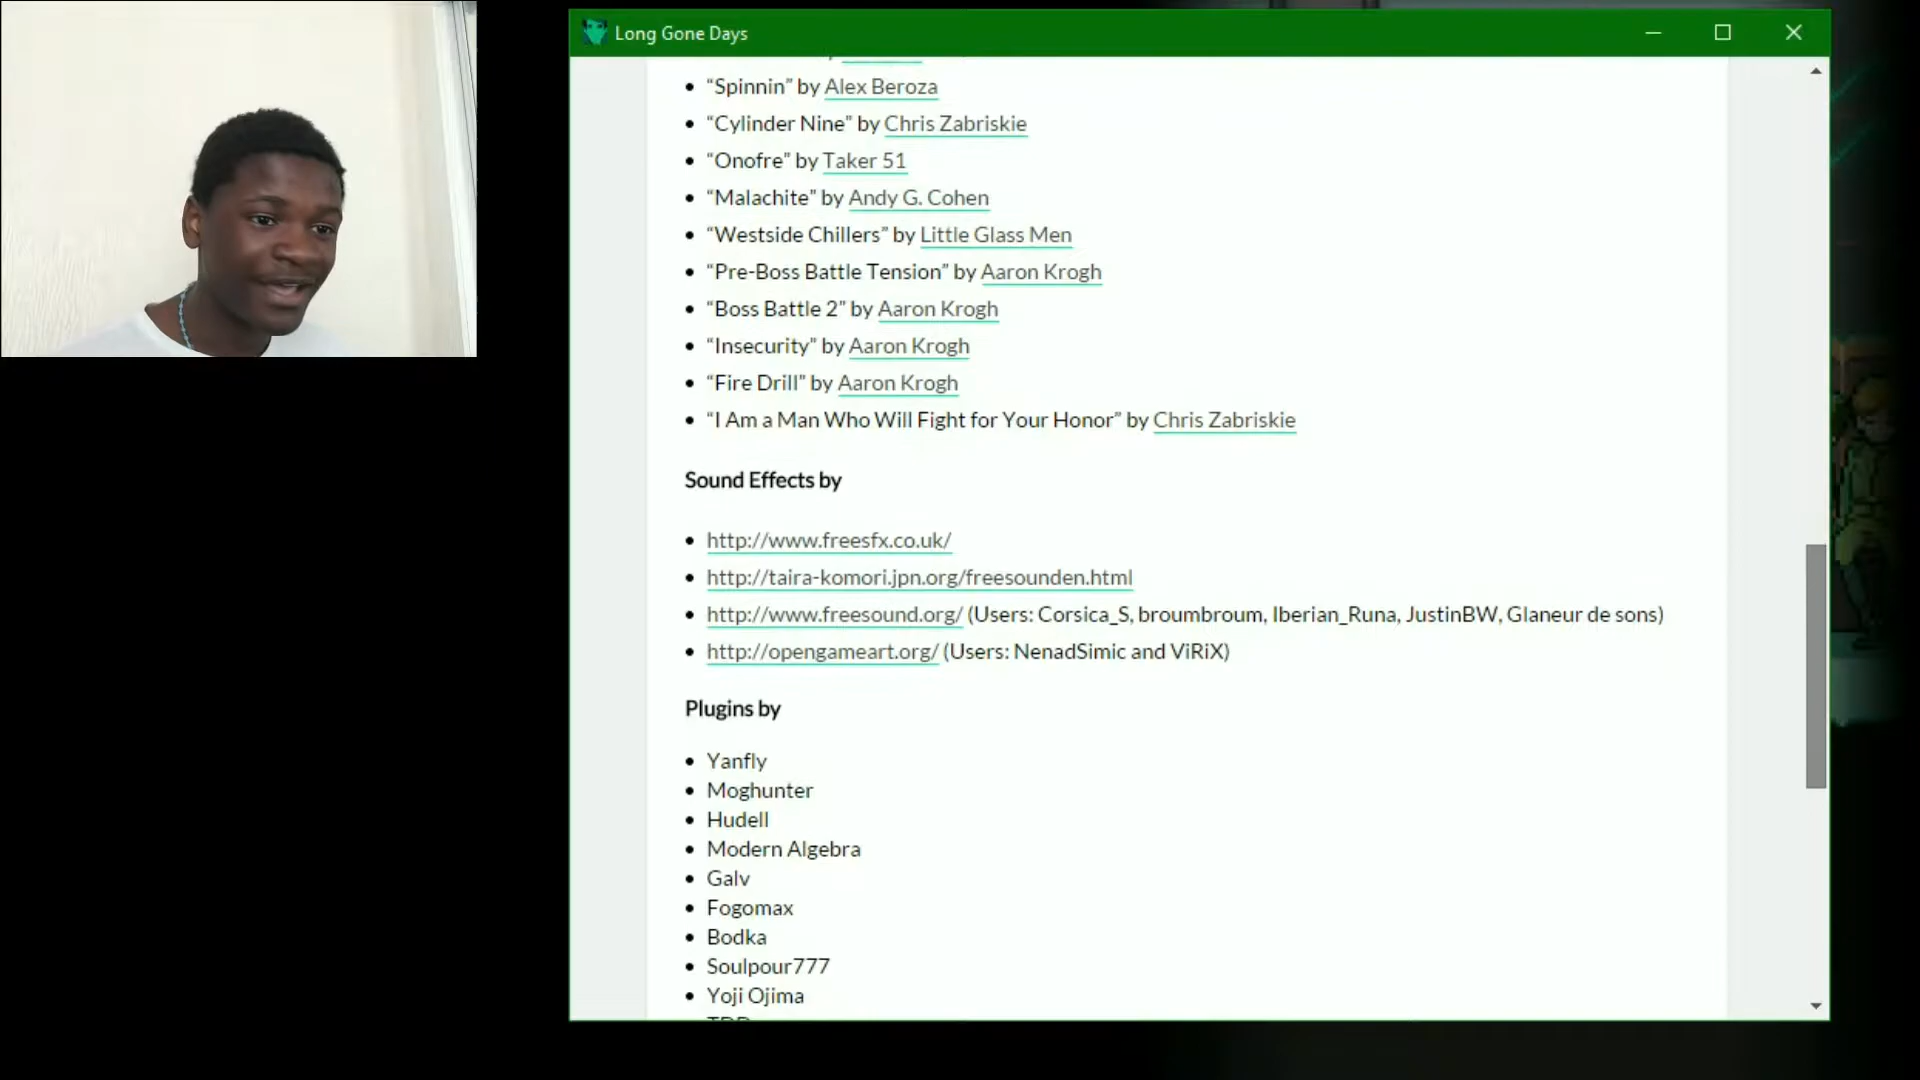 Long Gone Days
“Spinnin” by Alex Beroza
“Cylinder Nine” by Chris Zabriskie
“Onofre” by Taker 51
“Malachite” by Andy G. Cohen
“Westside Chillers” by Little Glass Men
“Pre-Boss Battle Tension” by Aaron Krogh
“Boss Battle 2” by Aaron Krogh
“Insecurity” by Aaron Krogh
“Fire Drill” by Aaron Krogh
“I Am a Man Who Will Fight for Your Honor” by Chris Zabriskie
Sound Effects by
http://www.freesfx.co.uk/
http://taira-komori.jpn.org/freesounden.html
http://www.freesound.org/ (Users: Corsica_S, broumbroum, Iberian_Runa, JustinBW, Glaneur de sons)
http://opengameart.org/ (Users: NenadSimic and ViRiX)
Plugins by
Yanfly
Moghunter
Hudell
Modern Algebra
Galv
Fogomax
Bodka
Soulpour777
Yoji Ojima